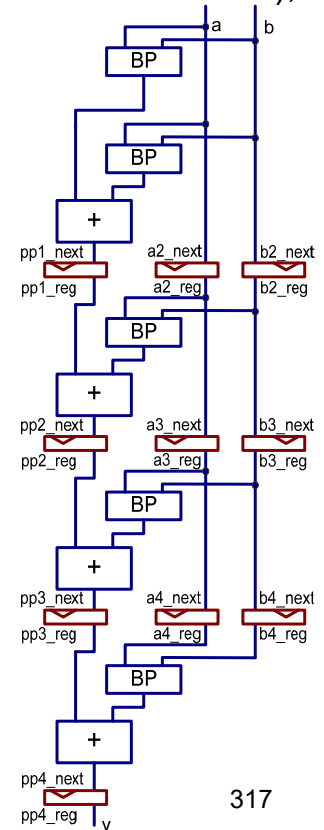 a b
BP
BP
+
pp1_next a2_next b2_next
pp1_reg a2_reg b2_reg
BP
+
pp2_next a3_next b3_next
pp2_reg a3_reg b3_reg
BP
+
pp3_next a4_next b4_next
pp3_reg a4_reg b4_reg
BP
+
pp4_next
pp4_reg
y
317